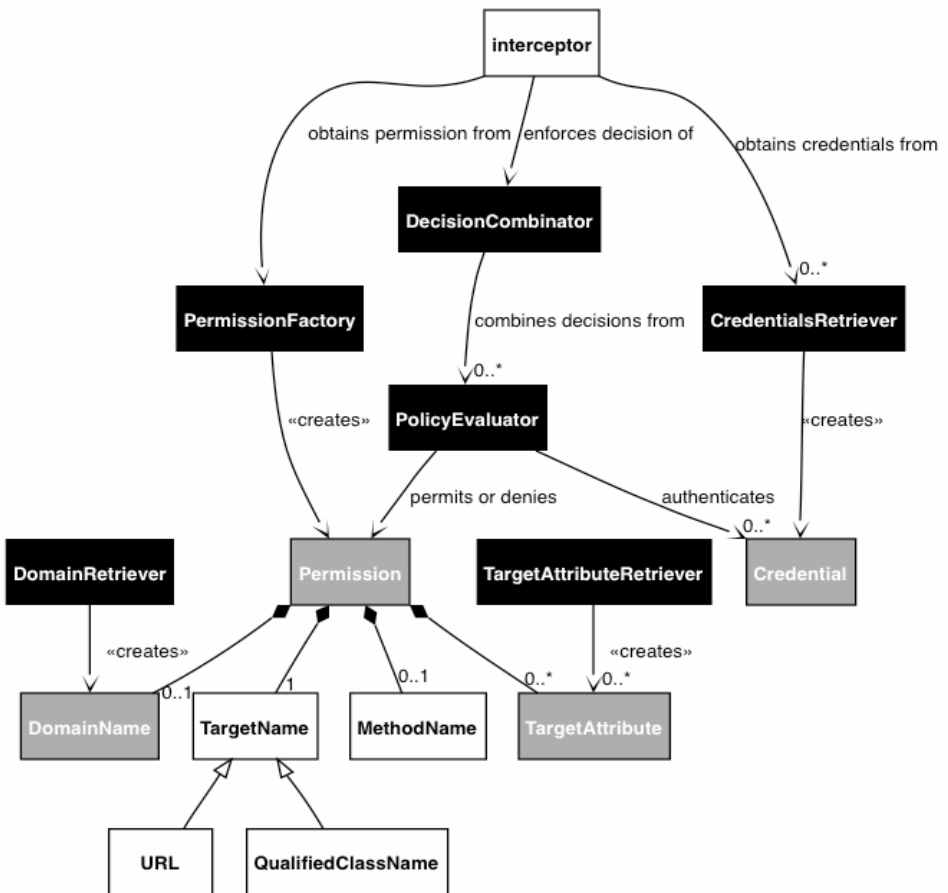 interceptor
obtains permission from
enforces decision of
obtains credentials from
DecisionCombinator
0..*
PermissionFactory
combines decisions from
CredentialsRetriever
0..*
«creates»
PolicyEvaluator
«creates»
permits or denies
authenticates
0..*
DomainRetriever
Permission
TargetAttributeRetriever
Credential
«creates»
«creates»
0..1
1
0..1
0..*
0..*
DomainName
TargetName
MethodName
TargetAttribute
URL
QualifiedClassName